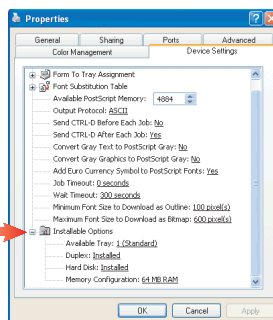 Properties
General Sharing Ports Advanced
Color Management Device Settings
Form To Tray Assignment
Font Substitution Table
Available PostScript Memory: 4884
Output Protocol: ASCII
Send CTRL-D Before Each Job: No
Send CTRL-D After Each Job: Yes
Convert Gray Text to PostScript Gray: No
Convert Gray Graphics to PostScript Gray: No
Add Euro Currency Symbol to PostScript Fonts: Yes
Job Timeout: 0 seconds
Wait Timeout: 300 seconds
Minimum Font Size to Download as Outline: 100 pixel(s)
Maximum Font Size to Download as Bitmap: 600 pixel(s)
Installable Options
Available Tray: 1 (Standard)
Duplex: Installed
Hard Disk: Installed
Memory Configuration: 64 MB RAM
OK Cancel Apply